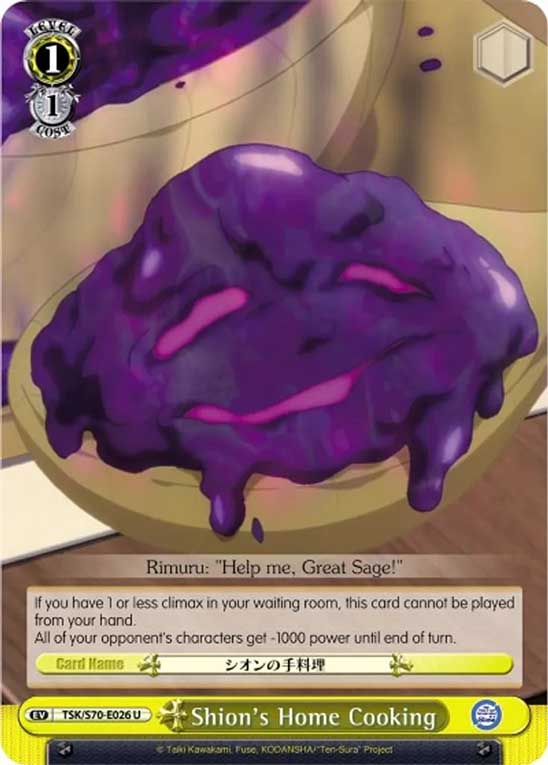 LEVEL
1
1
COST
Rimuru: "Help me, Great Sage!"
If you have 1 or less climax in your waiting room, this card cannot be played
from your hand.
All of your opponent's characters get -1000 power until end of turn.
Card Name シオンの手料理
EV TSK/S70-E026 U Shion's Home Cooking
© Taiki Kawakami, Fuse, KODANSHA/"Ten-Sura" Project